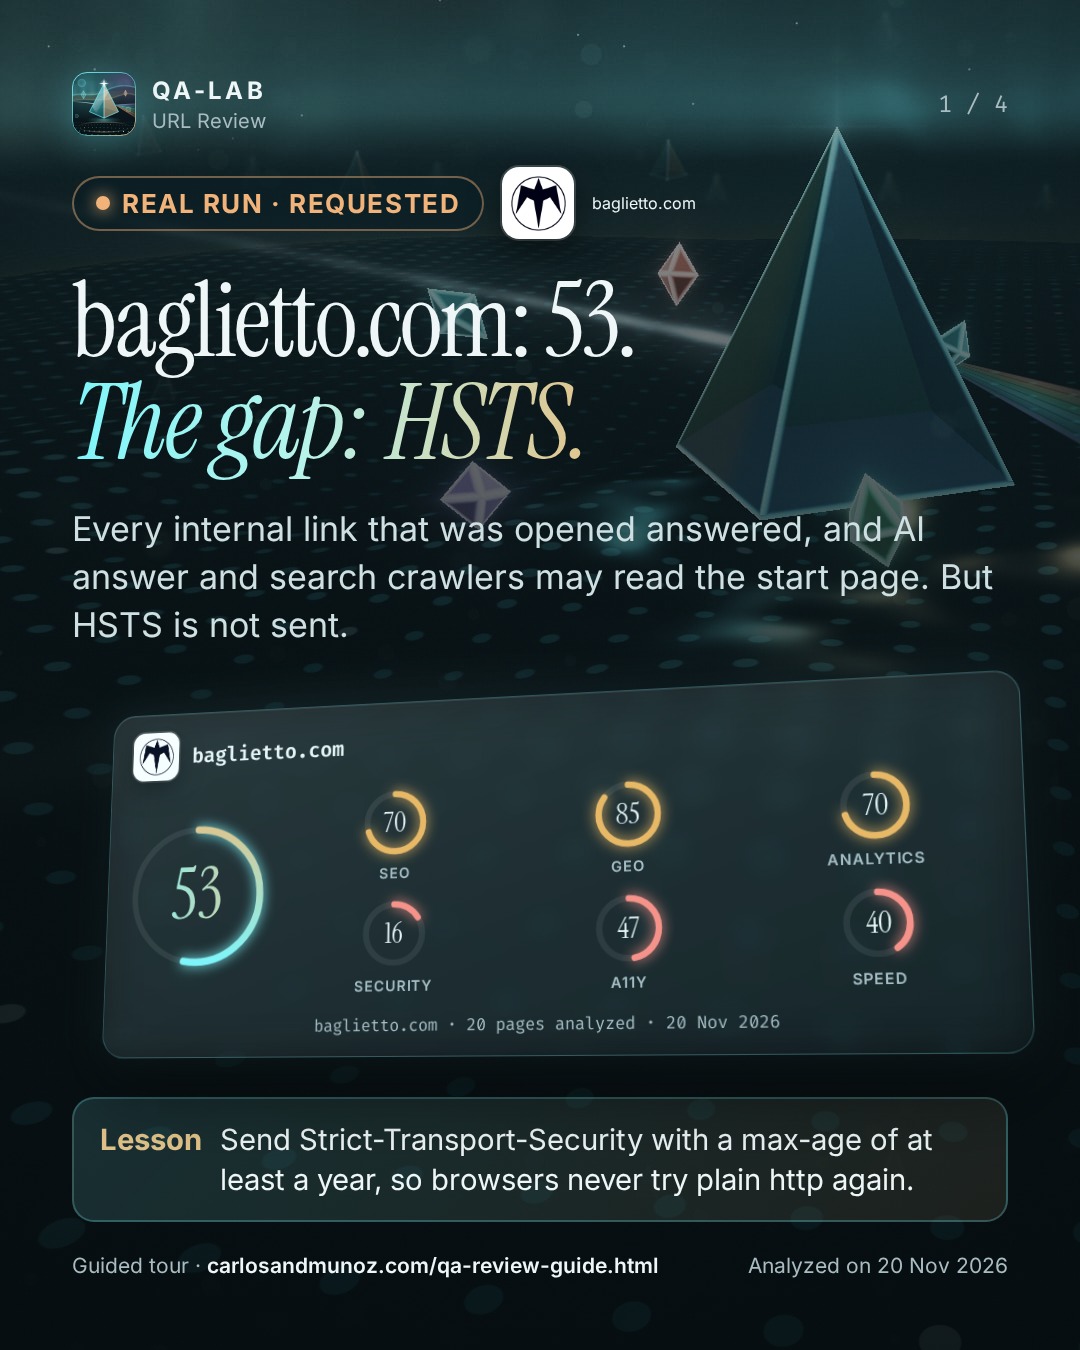 QA-LAB
URL Review
1 / 4
REAL RUN · REQUESTED
baglietto.com
baglietto.com: 53.
The gap: HSTS.
Every internal link that was opened answered, and AI
answer and search crawlers may read the start page. But
HSTS is not sent.
baglietto.com
53
70
SEO
85
GEO
70
ANALYTICS
16
SECURITY
47
A11Y
40
SPEED
baglietto.com · 20 pages analyzed · 20 Nov 2026
Lesson Send Strict-Transport-Security with a max-age of at
least a year, so browsers never try plain http again.
Guided tour · carlosandmunoz.com/qa-review-guide.html
Analyzed on 20 Nov 2026